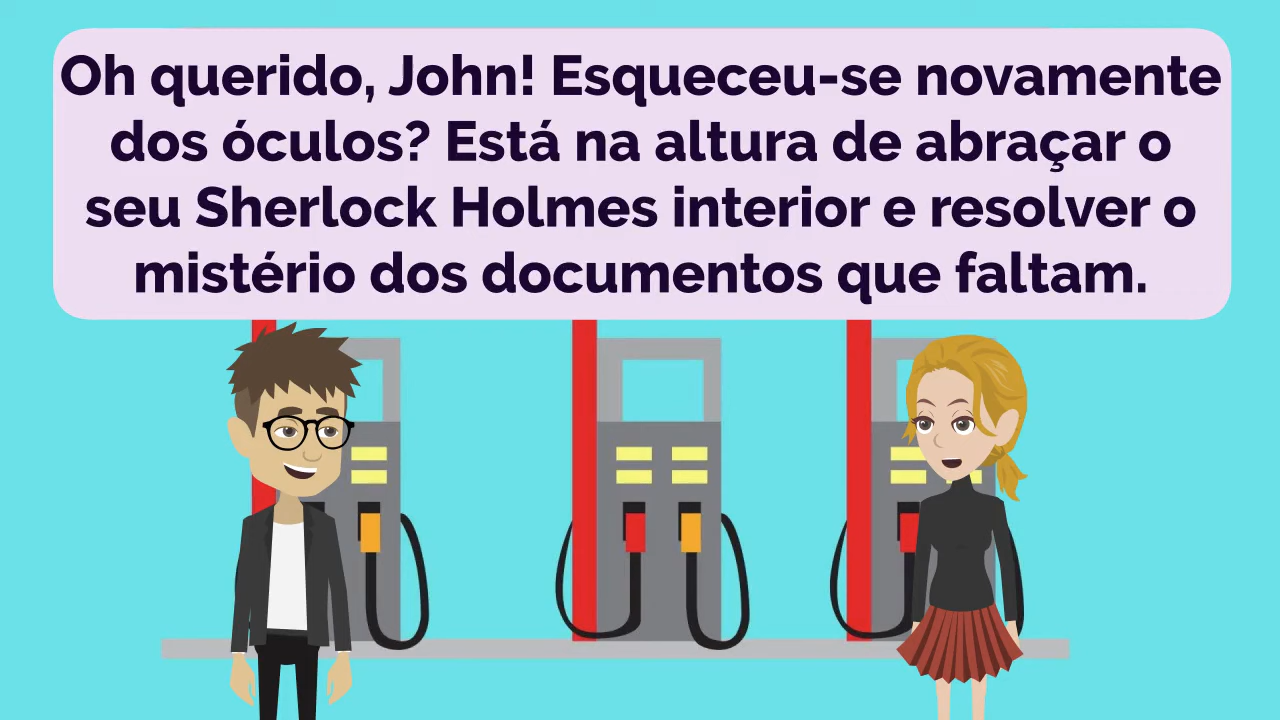 Oh querido, John! Esqueceu-se novamente
dos óculos? Está na altura de abraçar o
seu Sherlock Holmes interior e resolver o
mistério dos documentos que faltam.